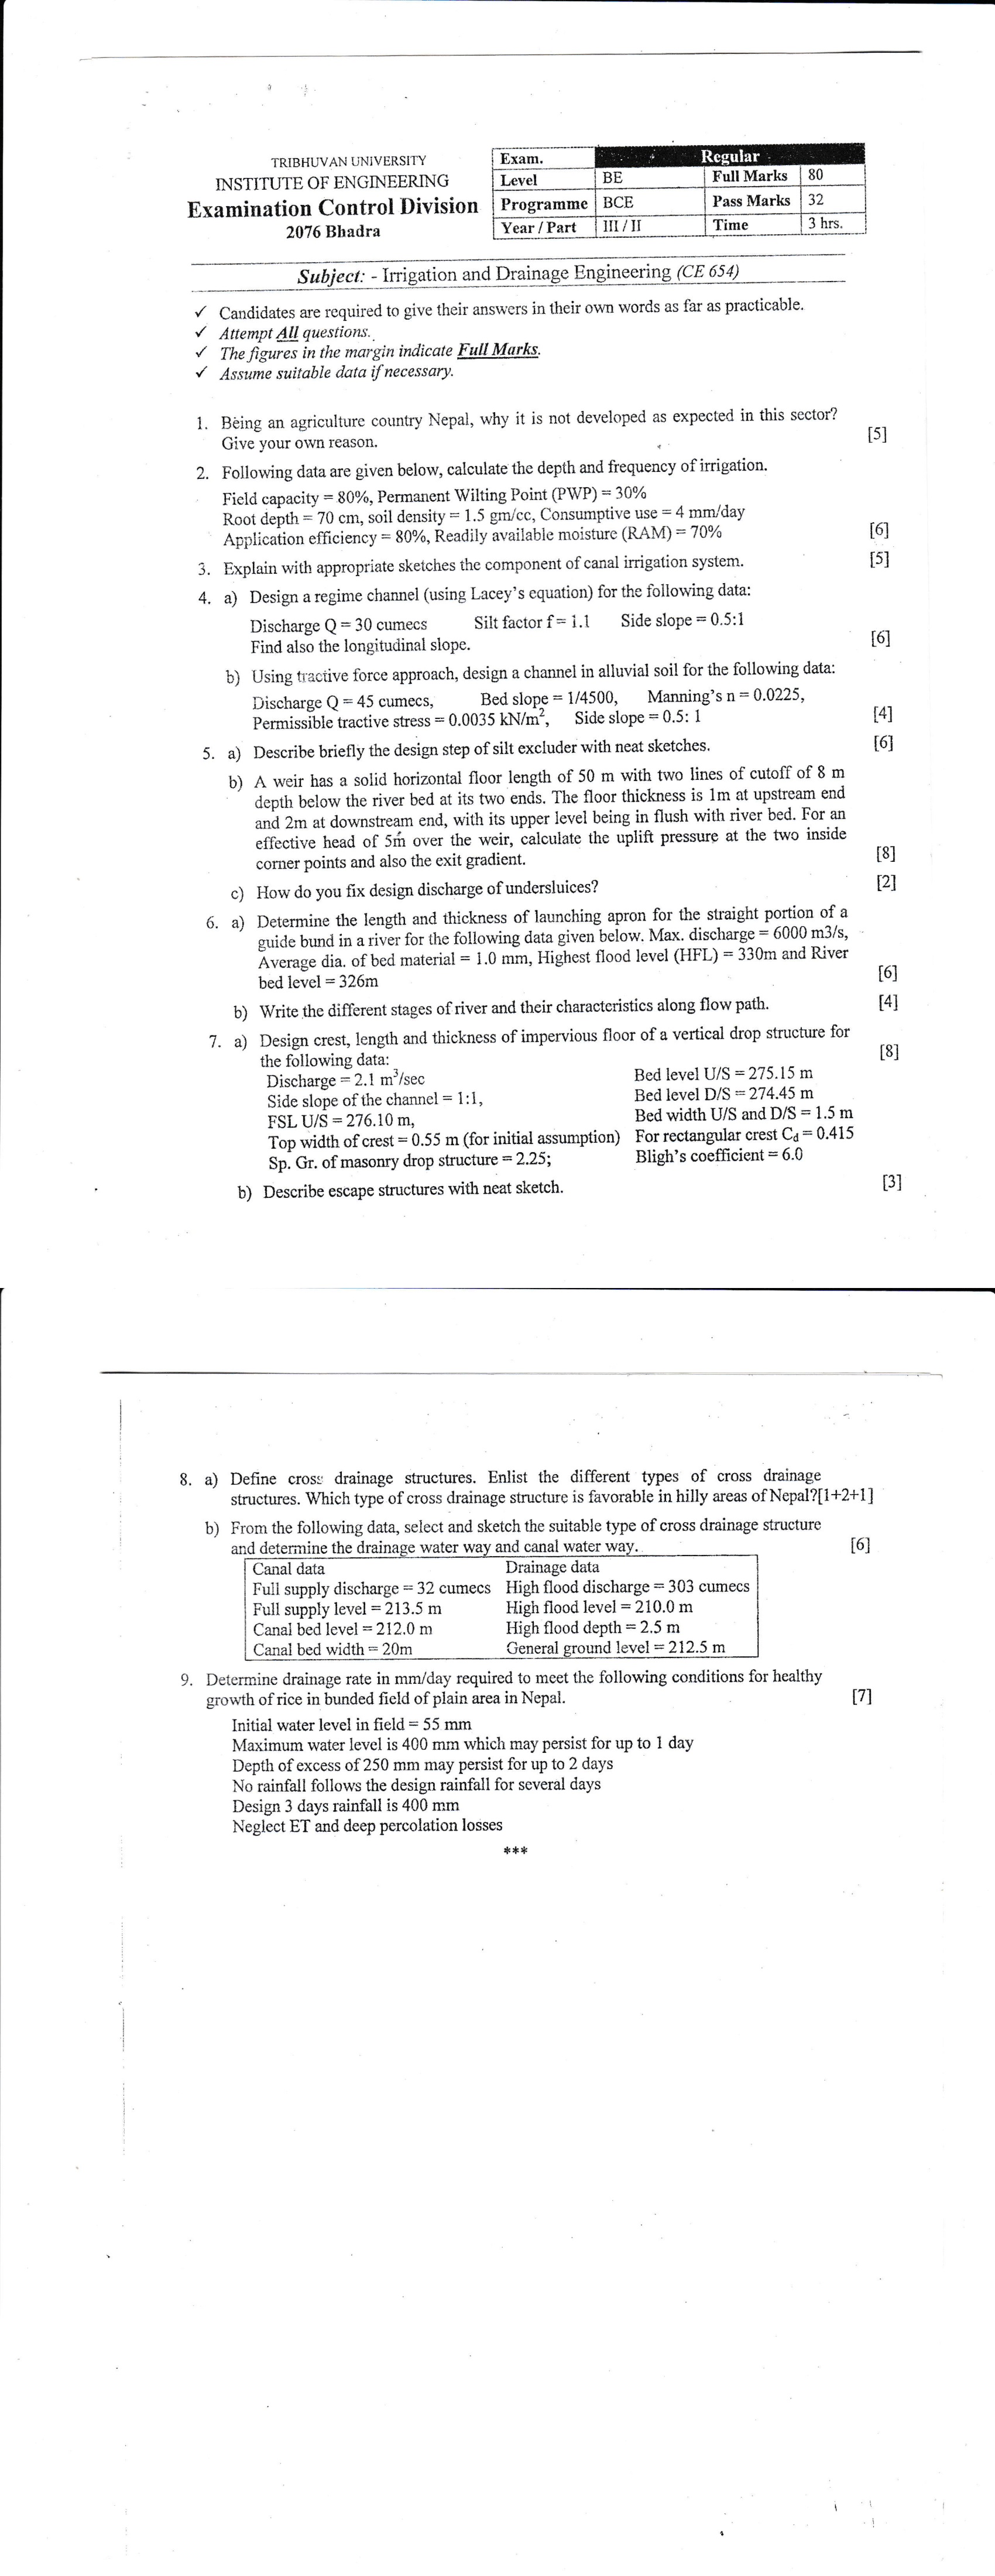 TRIBHUVAN UNIVERSITY
INSTITUTE OF ENGINEERING
Examination Control Division
2076 Bhadra
Exam. Regular
Level BE Full Marks 80
Programme BCE Pass Marks 32
Year / Part III / II Time 3 hrs.
Subject: - Irrigation and Drainage Engineering (CE 654)
✓ Candidates are required to give their answers in their own words as far as practicable.
✓ Attempt All questions.
✓ The figures in the margin indicate Full Marks.
✓ Assume suitable data if necessary.
1. Being an agriculture country Nepal, why it is not developed as expected in this sector?
Give your own reason. [5]
2. Following data are given below, calculate the depth and frequency of irrigation.
Field capacity = 80%, Permanent Wilting Point (PWP) = 30%
Root depth = 70 cm, soil density = 1.5 gm/cc, Consumptive use = 4 mm/day
Application efficiency = 80%, Readily available moisture (RAM) = 70% [6]
3. Explain with appropriate sketches the component of canal irrigation system. [5]
4. a) Design a regime channel (using Lacey's equation) for the following data:
Discharge Q = 30 cumecs Silt factor f = 1.1 Side slope = 0.5:1
Find also the longitudinal slope. [6]
b) Using tractive force approach, design a channel in alluvial soil for the following data:
Discharge Q = 45 cumecs, Bed slope = 1/4500, Manning's n = 0.0225,
Permissible tractive stress = 0.0035 kN/m², Side slope = 0.5: 1 [4]
5. a) Describe briefly the design step of silt excluder with neat sketches. [6]
b) A weir has a solid horizontal floor length of 50 m with two lines of cutoff of 8 m
depth below the river bed at its two ends. The floor thickness is 1m at upstream end
and 2m at downstream end, with its upper level being in flush with river bed. For an
effective head of 5m over the weir, calculate the uplift pressure at the two inside
corner points and also the exit gradient. [8]
c) How do you fix design discharge of undersluices? [2]
6. a) Determine the length and thickness of launching apron for the straight portion of a
guide bund in a river for the following data given below. Max. discharge = 6000 m3/s,
Average dia. of bed material = 1.0 mm, Highest flood level (HFL) = 330m and River
bed level = 326m [6]
b) Write the different stages of river and their characteristics along flow path. [4]
7. a) Design crest, length and thickness of impervious floor of a vertical drop structure for
the following data: [8]
Discharge = 2.1 m³/sec Bed level U/S = 275.15 m
Side slope of the channel = 1:1, Bed level D/S = 274.45 m
FSL U/S = 276.10 m, Bed width U/S and D/S = 1.5 m
Top width of crest = 0.55 m (for initial assumption) For rectangular crest Cd = 0.415
Sp. Gr. of masonry drop structure = 2.25; Bligh's coefficient = 6.0
b) Describe escape structures with neat sketch. [3]
8. a) Define cross drainage structures. Enlist the different types of cross drainage
structures. Which type of cross drainage structure is favorable in hilly areas of Nepal?[1+2+1]
b) From the following data, select and sketch the suitable type of cross drainage structure
and determine the drainage water way and canal water way. [6]
Canal data Drainage data
Full supply discharge = 32 cumecs High flood discharge = 303 cumecs
Full supply level = 213.5 m High flood level = 210.0 m
Canal bed level = 212.0 m High flood depth = 2.5 m
Canal bed width = 20m General ground level = 212.5 m
9. Determine drainage rate in mm/day required to meet the following conditions for healthy
growth of rice in bunded field of plain area in Nepal. [7]
Initial water level in field = 55 mm
Maximum water level is 400 mm which may persist for up to 1 day
Depth of excess of 250 mm may persist for up to 2 days
No rainfall follows the design rainfall for several days
Design 3 days rainfall is 400 mm
Neglect ET and deep percolation losses
***